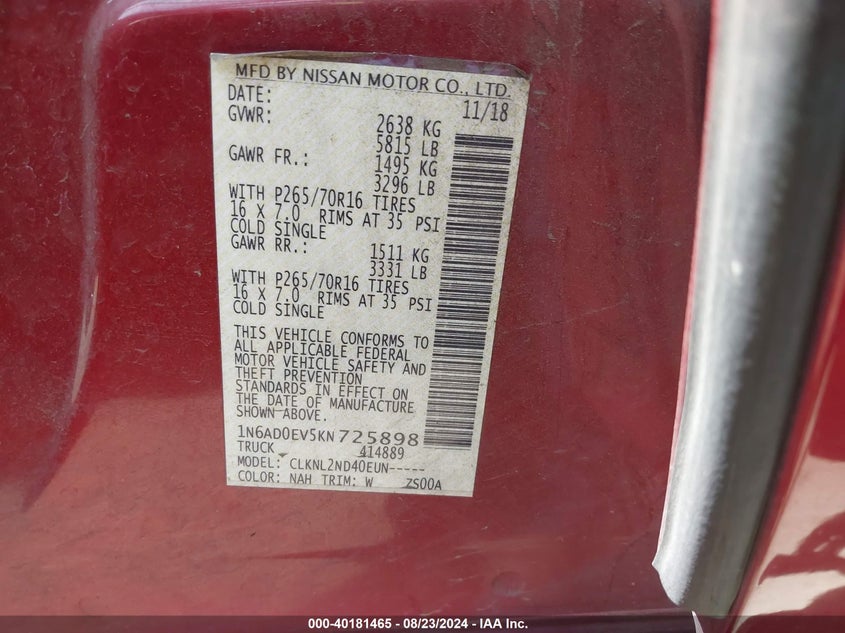 MFD BY NISSAN MOTOR CO., LTD.
DATE: 11/18
GVWR: 2638 KG
5815 LB
GAWR FR.: 1495 KG
3296 LB
WITH P265/70R16 TIRES
16 X 7.0 RIMS AT 35 PSI
COLD SINGLE
GAWR RR.: 1511 KG
3331 LB
WITH P265/70R16 TIRES
16 X 7.0 RIMS AT 35 PSI
COLD SINGLE
THIS VEHICLE CONFORMS TO
ALL APPLICABLE FEDERAL
MOTOR VEHICLE SAFETY AND
THEFT PREVENTION
STANDARDS IN EFFECT ON
THE DATE OF MANUFACTURE
SHOWN ABOVE.
1N6AD0EV5KN725898
TRUCK 414889
MODEL: CLKNL2ND40EUN-----
COLOR: NAH TRIM: W ZS00A
000-40181465 - 08/23/2024 - IAA Inc.